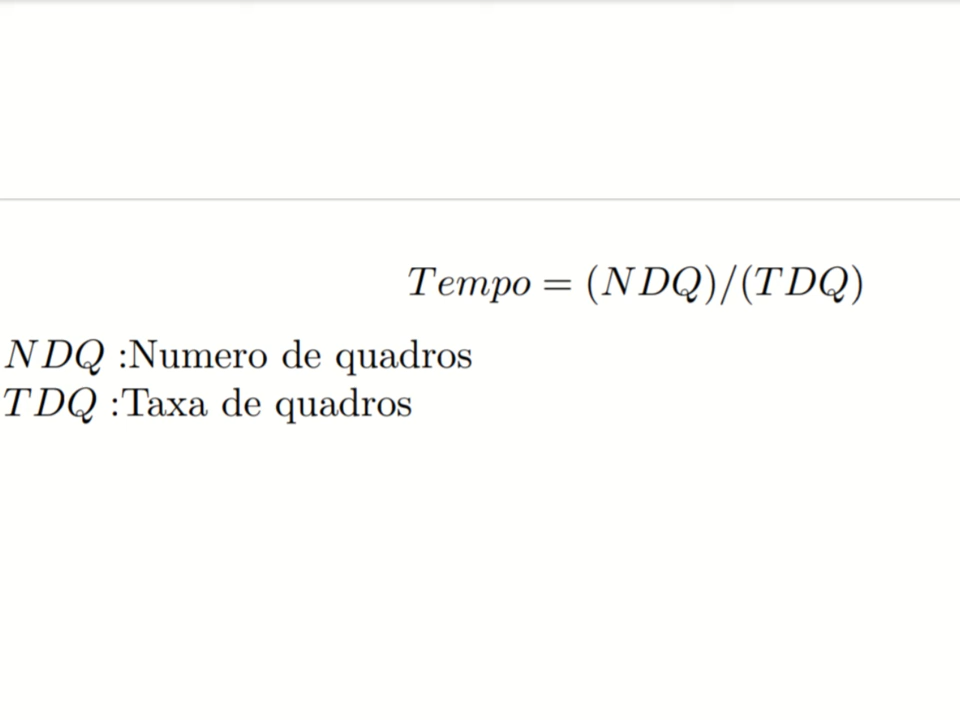 Tempo = (NDQ)/(TDQ)
NDQ :Numero de quadros
TDQ :Taxa de quadros